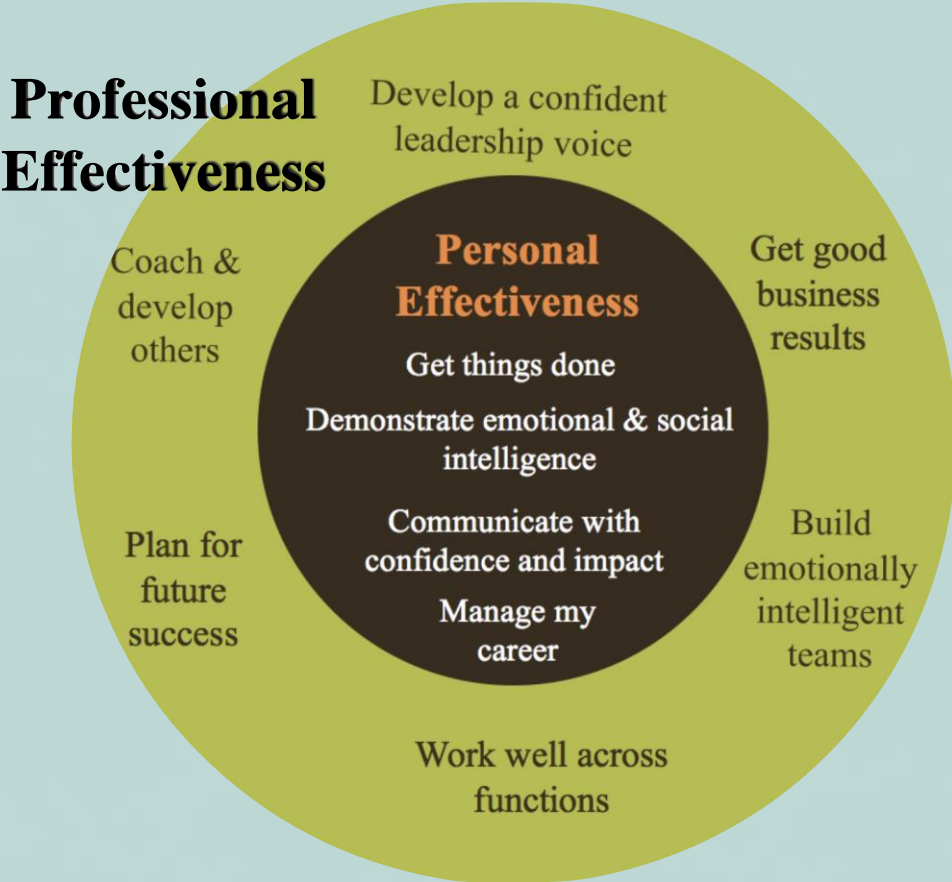 Professional
Effectiveness
Develop a confident
leadership voice
Coach &
develop
others
Get good
business
results
Personal
Effectiveness
Get things done
Demonstrate emotional & social
intelligence
Communicate with
confidence and impact
Manage my
career
Plan for
future
success
Build
emotionally
intelligent
teams
Work well across
functions